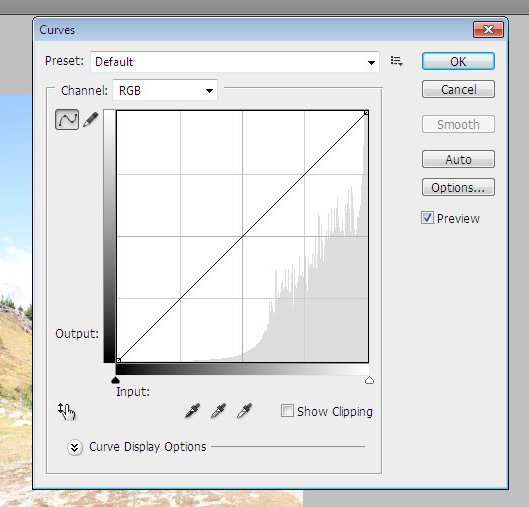 Curves
Preset: Default
OK
Channel: RGB
Cancel
Smooth
Auto
Options...
Preview
Output:
Input:
Show Clipping
Curve Display Options